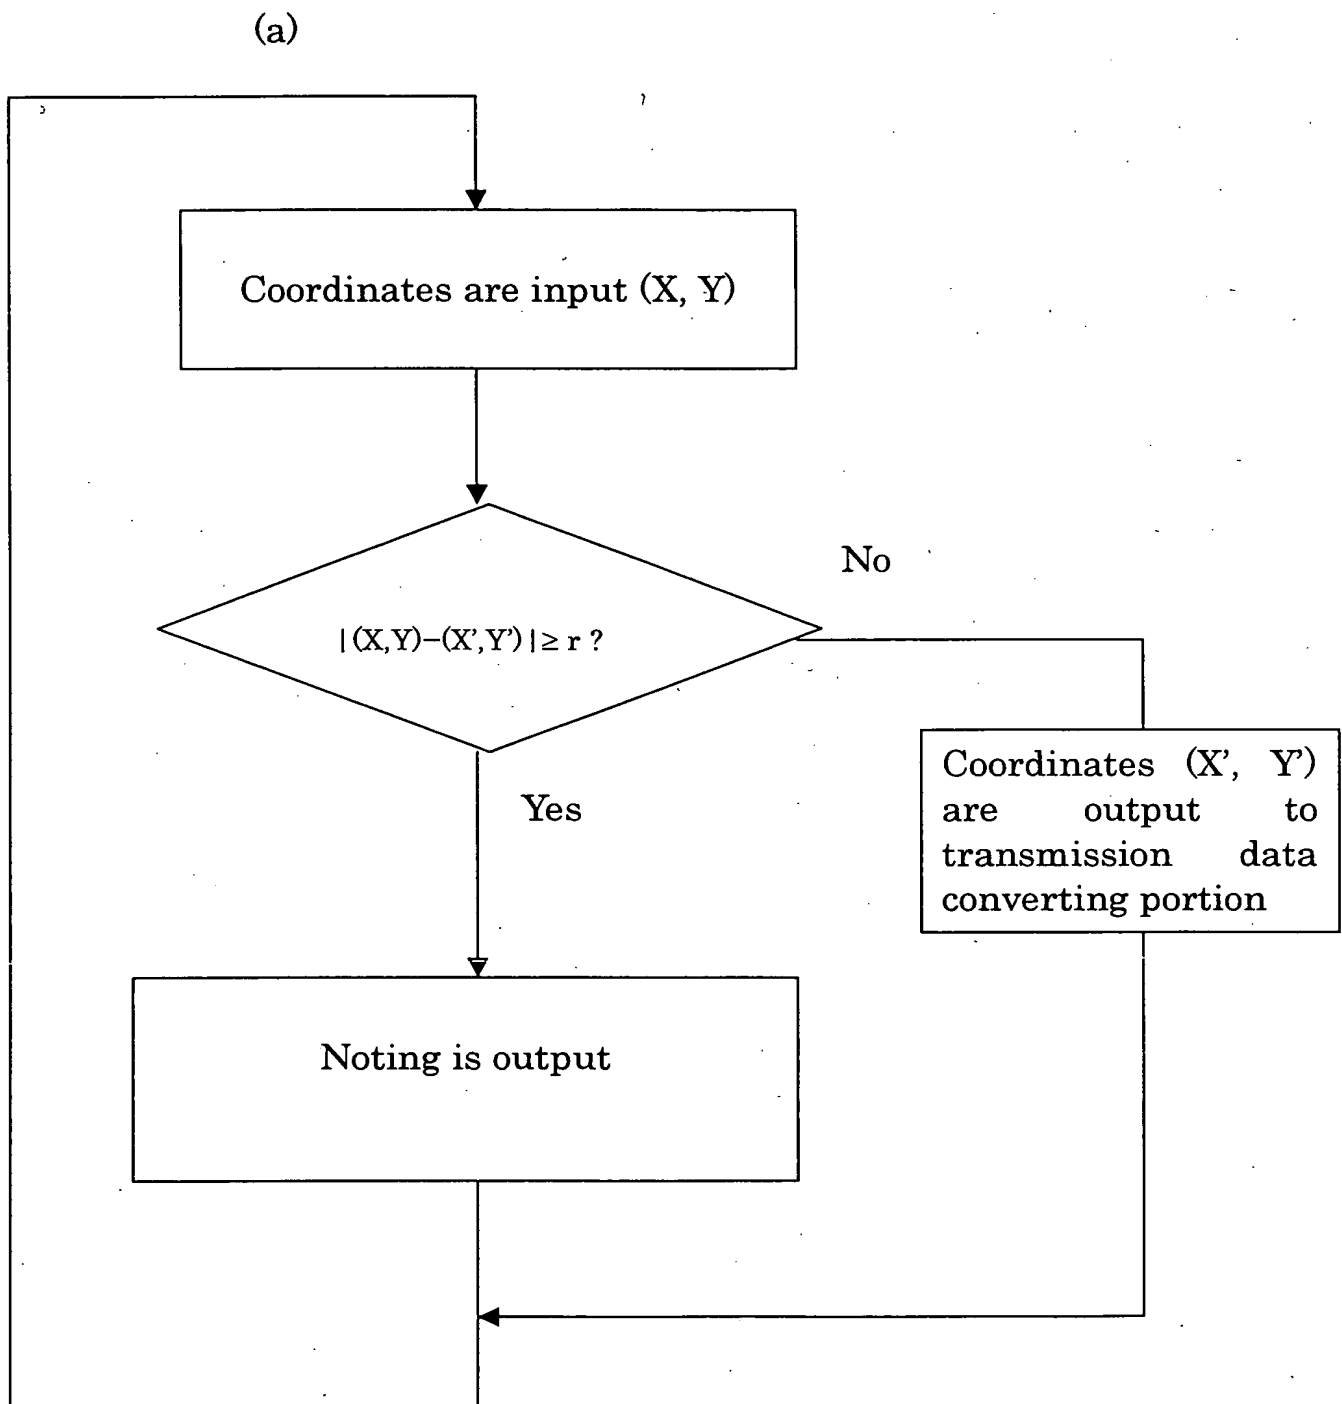 (a)
Coordinates are input (X, Y)
No
|(X,Y)–(X',Y')|≥ r ?
Coordinates (X', Y')
are output to
transmission data
converting portion
Yes
Noting is output